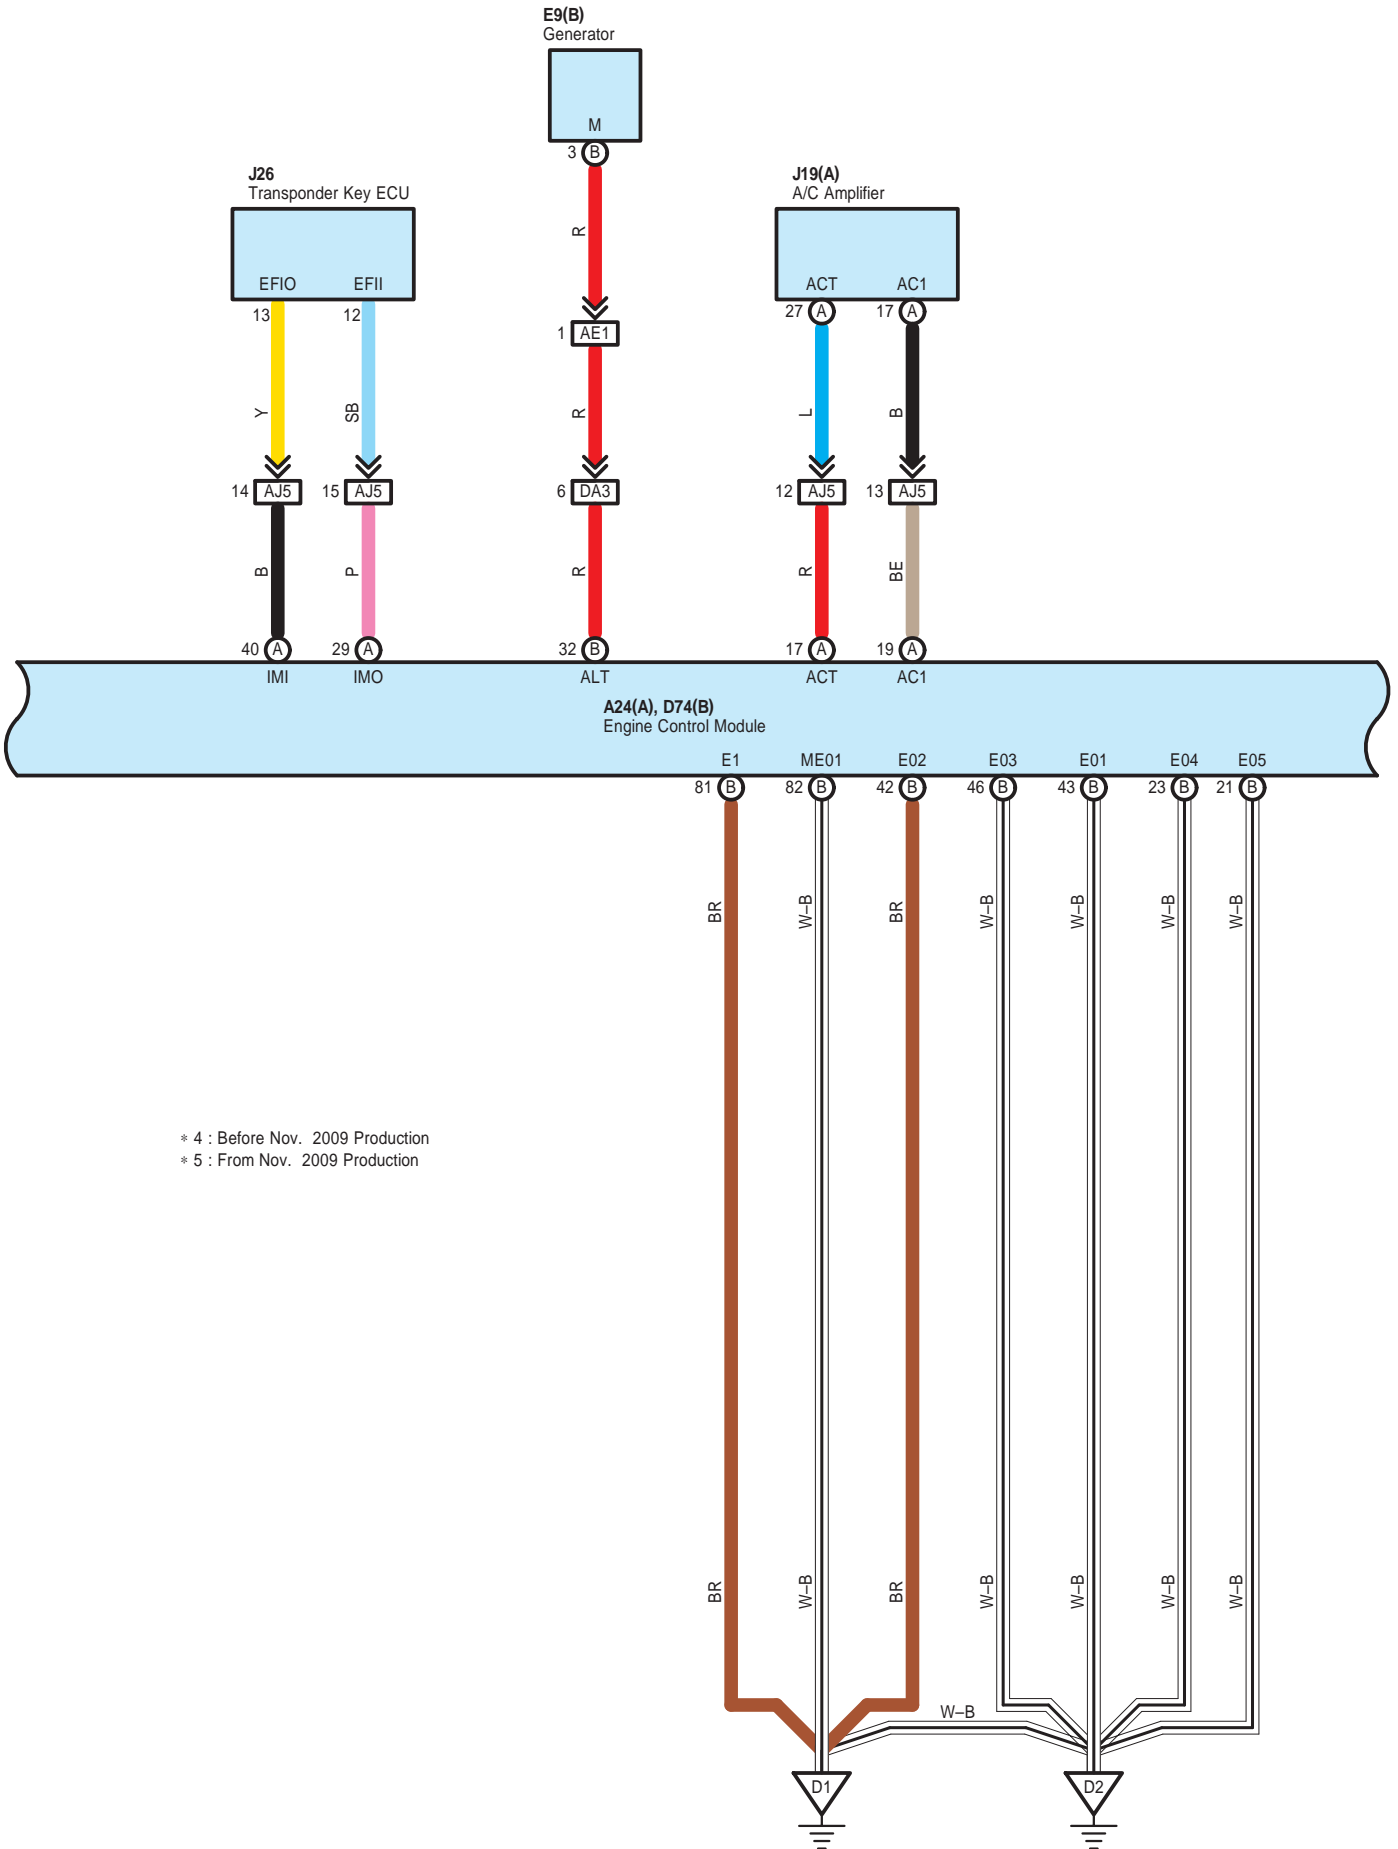 E9(B)
Generator
M
3 B
J26
Transponder Key ECU
J19(A)
A/C Amplifier
R
EFIO EFII
ACT AC1
13 12
27 A 17 A
1 AE1
Y SB R L B
14 AJ5 15 AJ5 6 DA3 12 AJ5 13 AJ5
B P R R BE
40 A 29 A 32 B 17 A 19 A
IMI IMO ALT ACT AC1
A24(A), D74(B)
Engine Control Module
E1 ME01 E02 E03 E01 E04 E05
81 B 82 B 42 B 46 B 43 B 23 B 21 B
BR W–B BR W–B W–B W–B W–B
* 4 : Before Nov. 2009 Production
* 5 : From Nov. 2009 Production
BR W–B BR W–B W–B W–B W–B
W–B
D1 D2